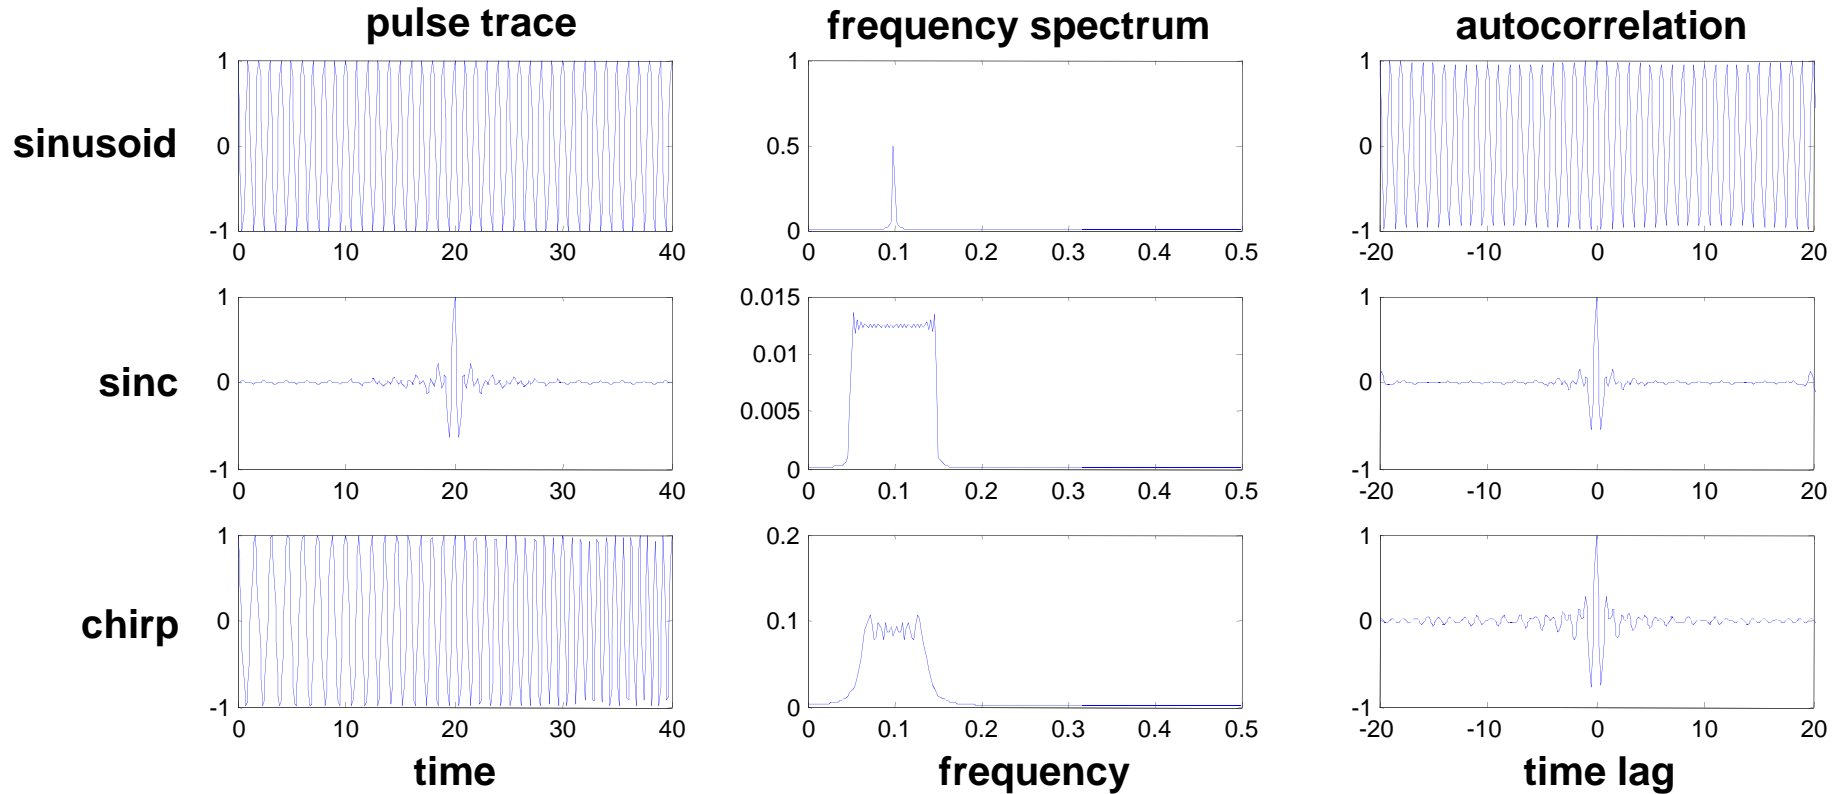 pulse trace frequency spectrum autocorrelation
sinusoid
1 0 -1
0 10 20 30 40
1 0.5 0
0 0.1 0.2 0.3 0.4 0.5
1 0 -1
-20 -10 0 10 20
sinc
1 0 -1
0 10 20 30 40
0.015 0.01 0.005 0
0 0.1 0.2 0.3 0.4 0.5
1 0 -1
-20 -10 0 10 20
chirp
1 0 -1
0 10 20 30 40
0.2 0.1 0
0 0.1 0.2 0.3 0.4 0.5
1 0 -1
-20 -10 0 10 20
time frequency time lag